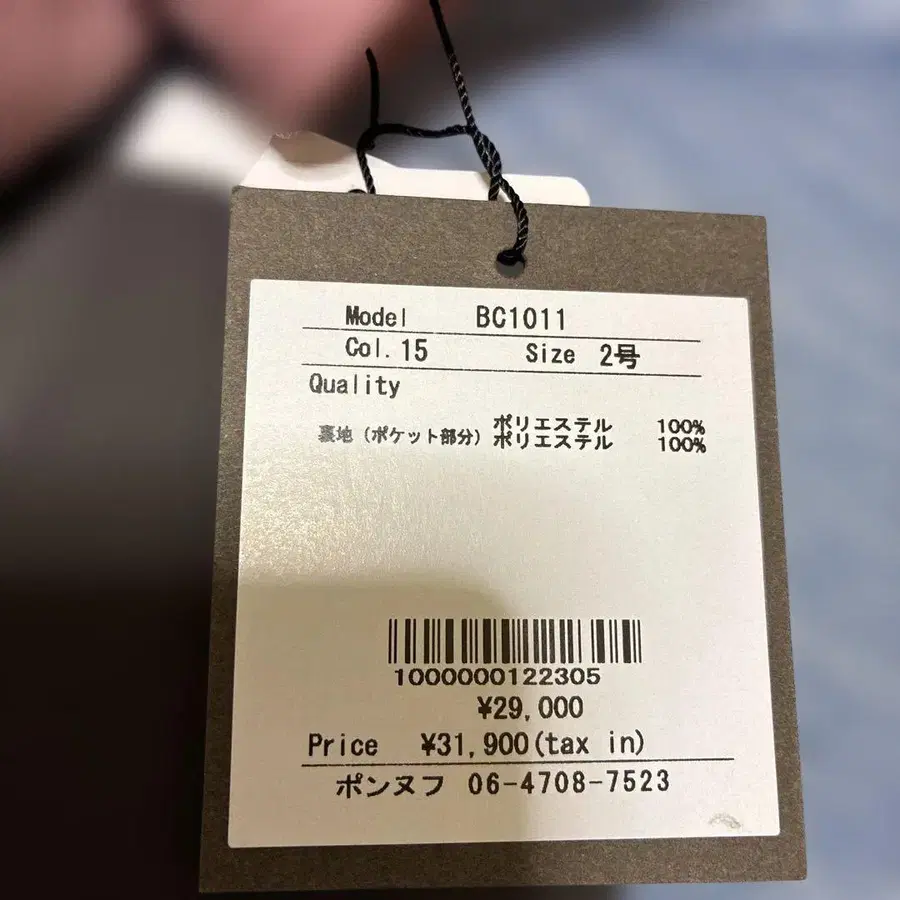 Model BC1011
Col. 15 Size 2号
Quality
ポリエステル 100%
裏地 (ポケット部分) ポリエステル 100%
1000000122305
¥29,000
Price ¥31,900(tax in)
ポンヌフ 06-4708-7523